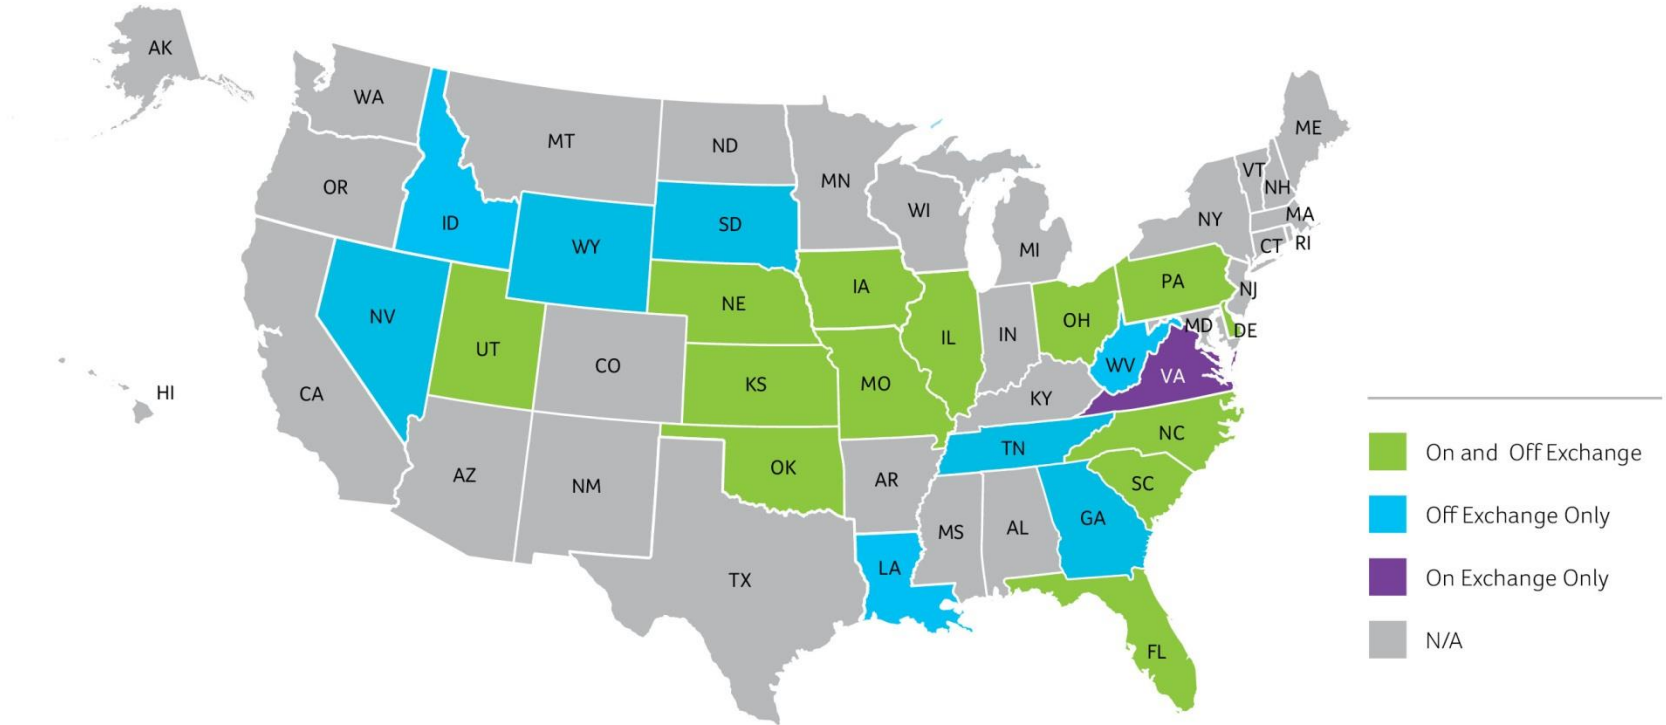 AK
WA
MT
ND
MN
ME
VT
NH
OR
ID
WY
SD
WI
MI
NY
MA
CT
RI
NV
UT
NE
IA
IL
IN
OH
PA
NJ
MD
DE
CA
CO
KS
MO
KY
WV
VA
HI
AZ
NM
OK
AR
TN
NC
SC
MS
AL
GA
TX
LA
FL
On and Off Exchange
Off Exchange Only
On Exchange Only
N/A